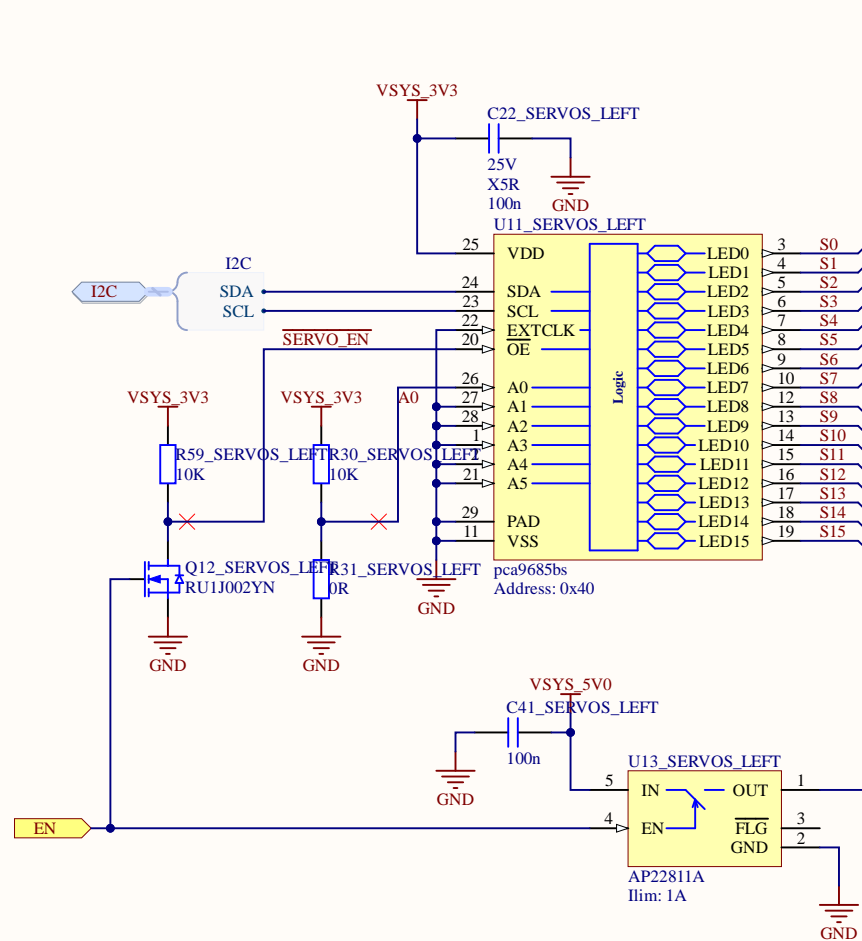 VSYS_3V3
C22_SERVOS_LEFT
25V
X5R
100n
GND
U11_SERVOS_LEFT
25 VDD LED0 3 S0
LED1 4 S1
I2C
I2C SDA 24 SDA LED2 5 S2
SCL 23 SCL LED3 6 S3
22 EXTCLK LED4 7 S4
SERVO_EN 20 OE LED5 8 S5
LED6 9 S6
26 A0 LED7 10 S7
VSYS_3V3 VSYS_3V3 A0 27 A1 LED8 12 S8
28 A2 LED9 13 S9
1 A3 LED10 14 S10
R59_SERVOS_LEFT R30_SERVOS_LEFT 2 A4 LED11 15 S11
10K 10K 21 A5 LED12 16 S12
LED13 17 S13
29 PAD LED14 18 S14
11 VSS LED15 19 S15
Logic
Q12_SERVOS_LEFT R31_SERVOS_LEFT pca9685bs
RU1J002YN 0R Address: 0x40
GND
GND GND
VSYS_5V0
C41_SERVOS_LEFT
100n
GND
U13_SERVOS_LEFT
5 IN OUT 1
EN 4 EN FLG 3
GND 2
AP22811A
Ilim: 1A
GND